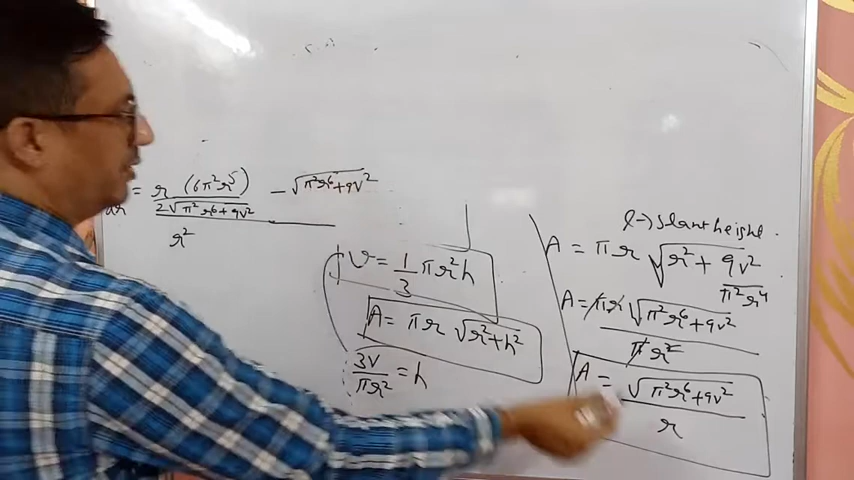 = r (6π²r⁵) / 2√π²r⁶+9v² − √π²r⁶+9v²
r²
v = 1/3 πr²h
A = πr √r²+h²
3v/πr² = h
l → slant height.
A = πr √r² + 9v²/π²r⁴
A = πr √π²r⁶+9v² / πr²
A = √π²r⁶+9v² / r